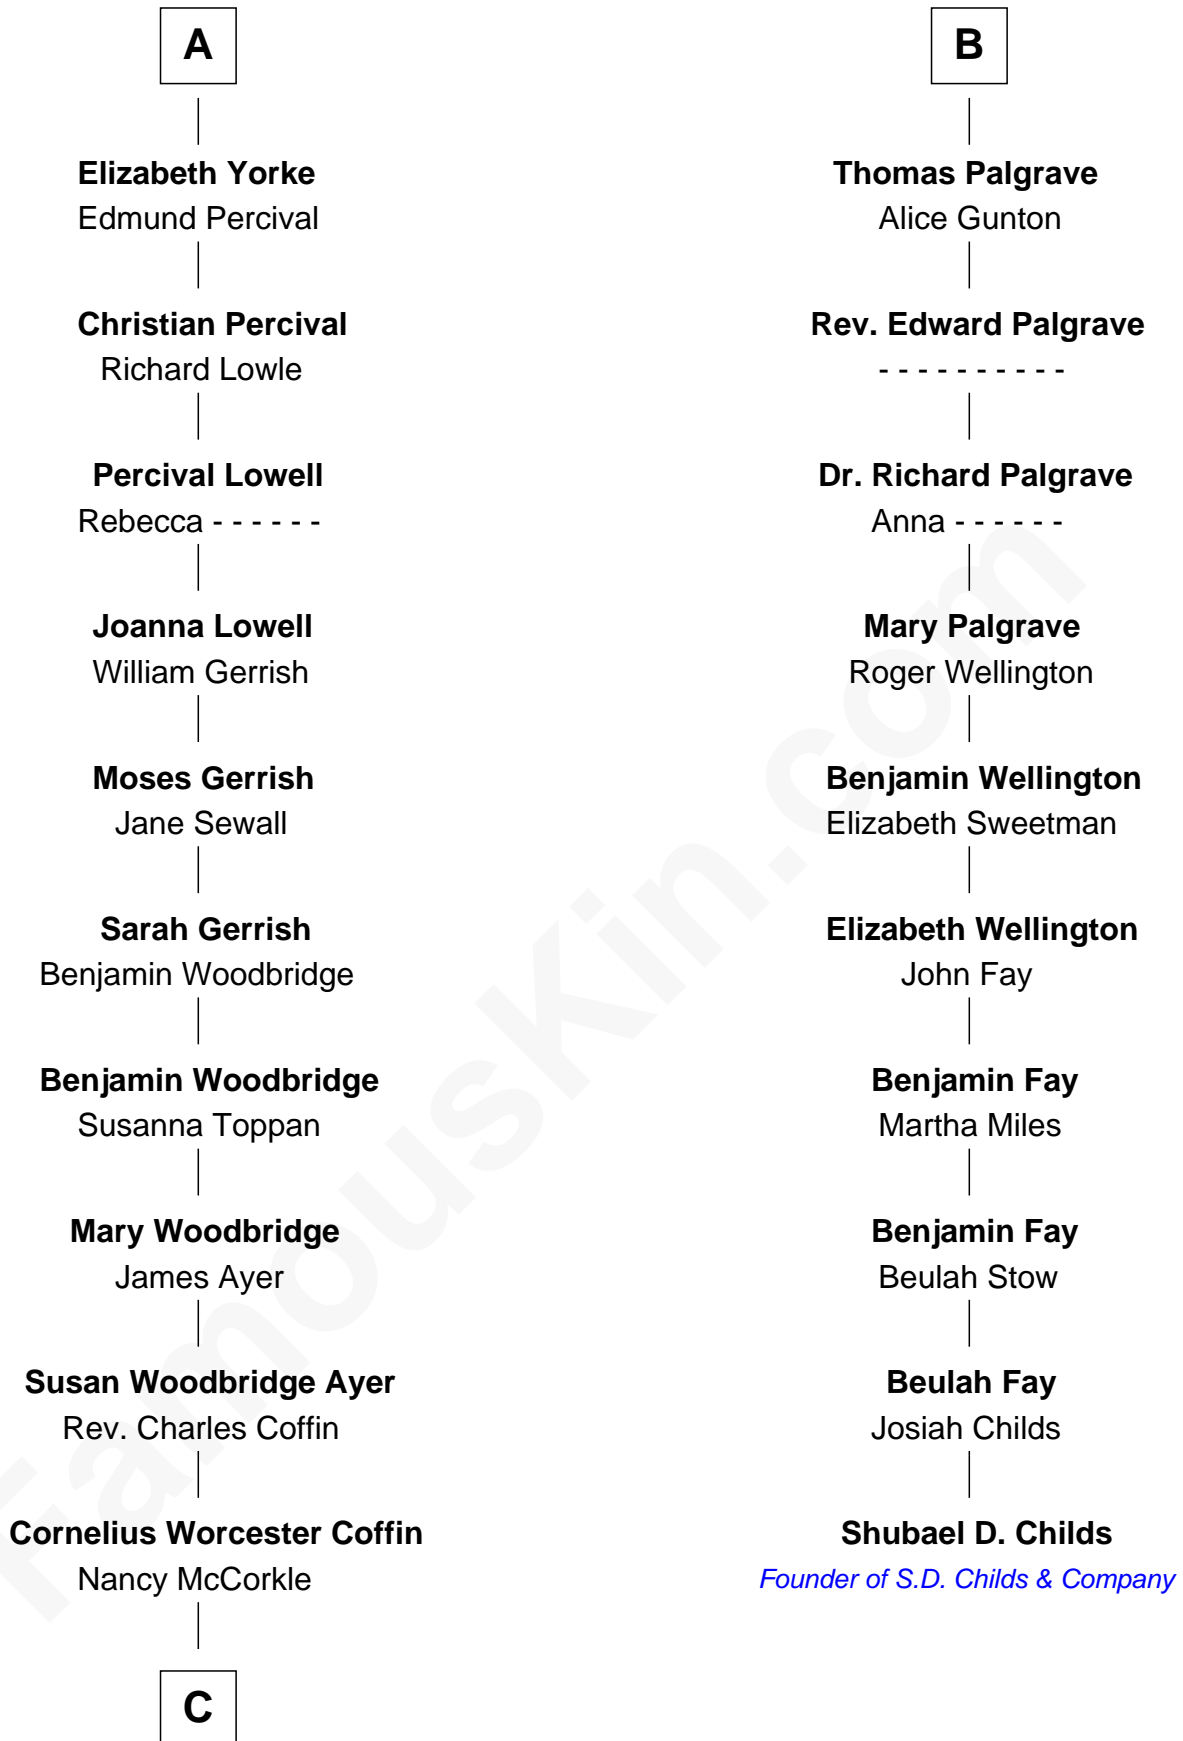 A
Elizabeth Yorke
Edmund Percival
Christian Percival
Richard Lowle
Percival Lowell
Rebecca - - - - - -
Joanna Lowell
William Gerrish
Moses Gerrish
Jane Sewall
Sarah Gerrish
Benjamin Woodbridge
Benjamin Woodbridge
Susanna Toppan
Mary Woodbridge
James Ayer
Susan Woodbridge Ayer
Rev. Charles Coffin
Cornelius Worcester Coffin
Nancy McCorkle
C
B
Thomas Palgrave
Alice Gunton
Rev. Edward Palgrave
- - - - - - - - - -
Dr. Richard Palgrave
Anna - - - - - -
Mary Palgrave
Roger Wellington
Benjamin Wellington
Elizabeth Sweetman
Elizabeth Wellington
John Fay
Benjamin Fay
Martha Miles
Benjamin Fay
Beulah Stow
Beulah Fay
Josiah Childs
Shubael D. Childs
Founder of S.D. Childs & Company
FamousKin.com